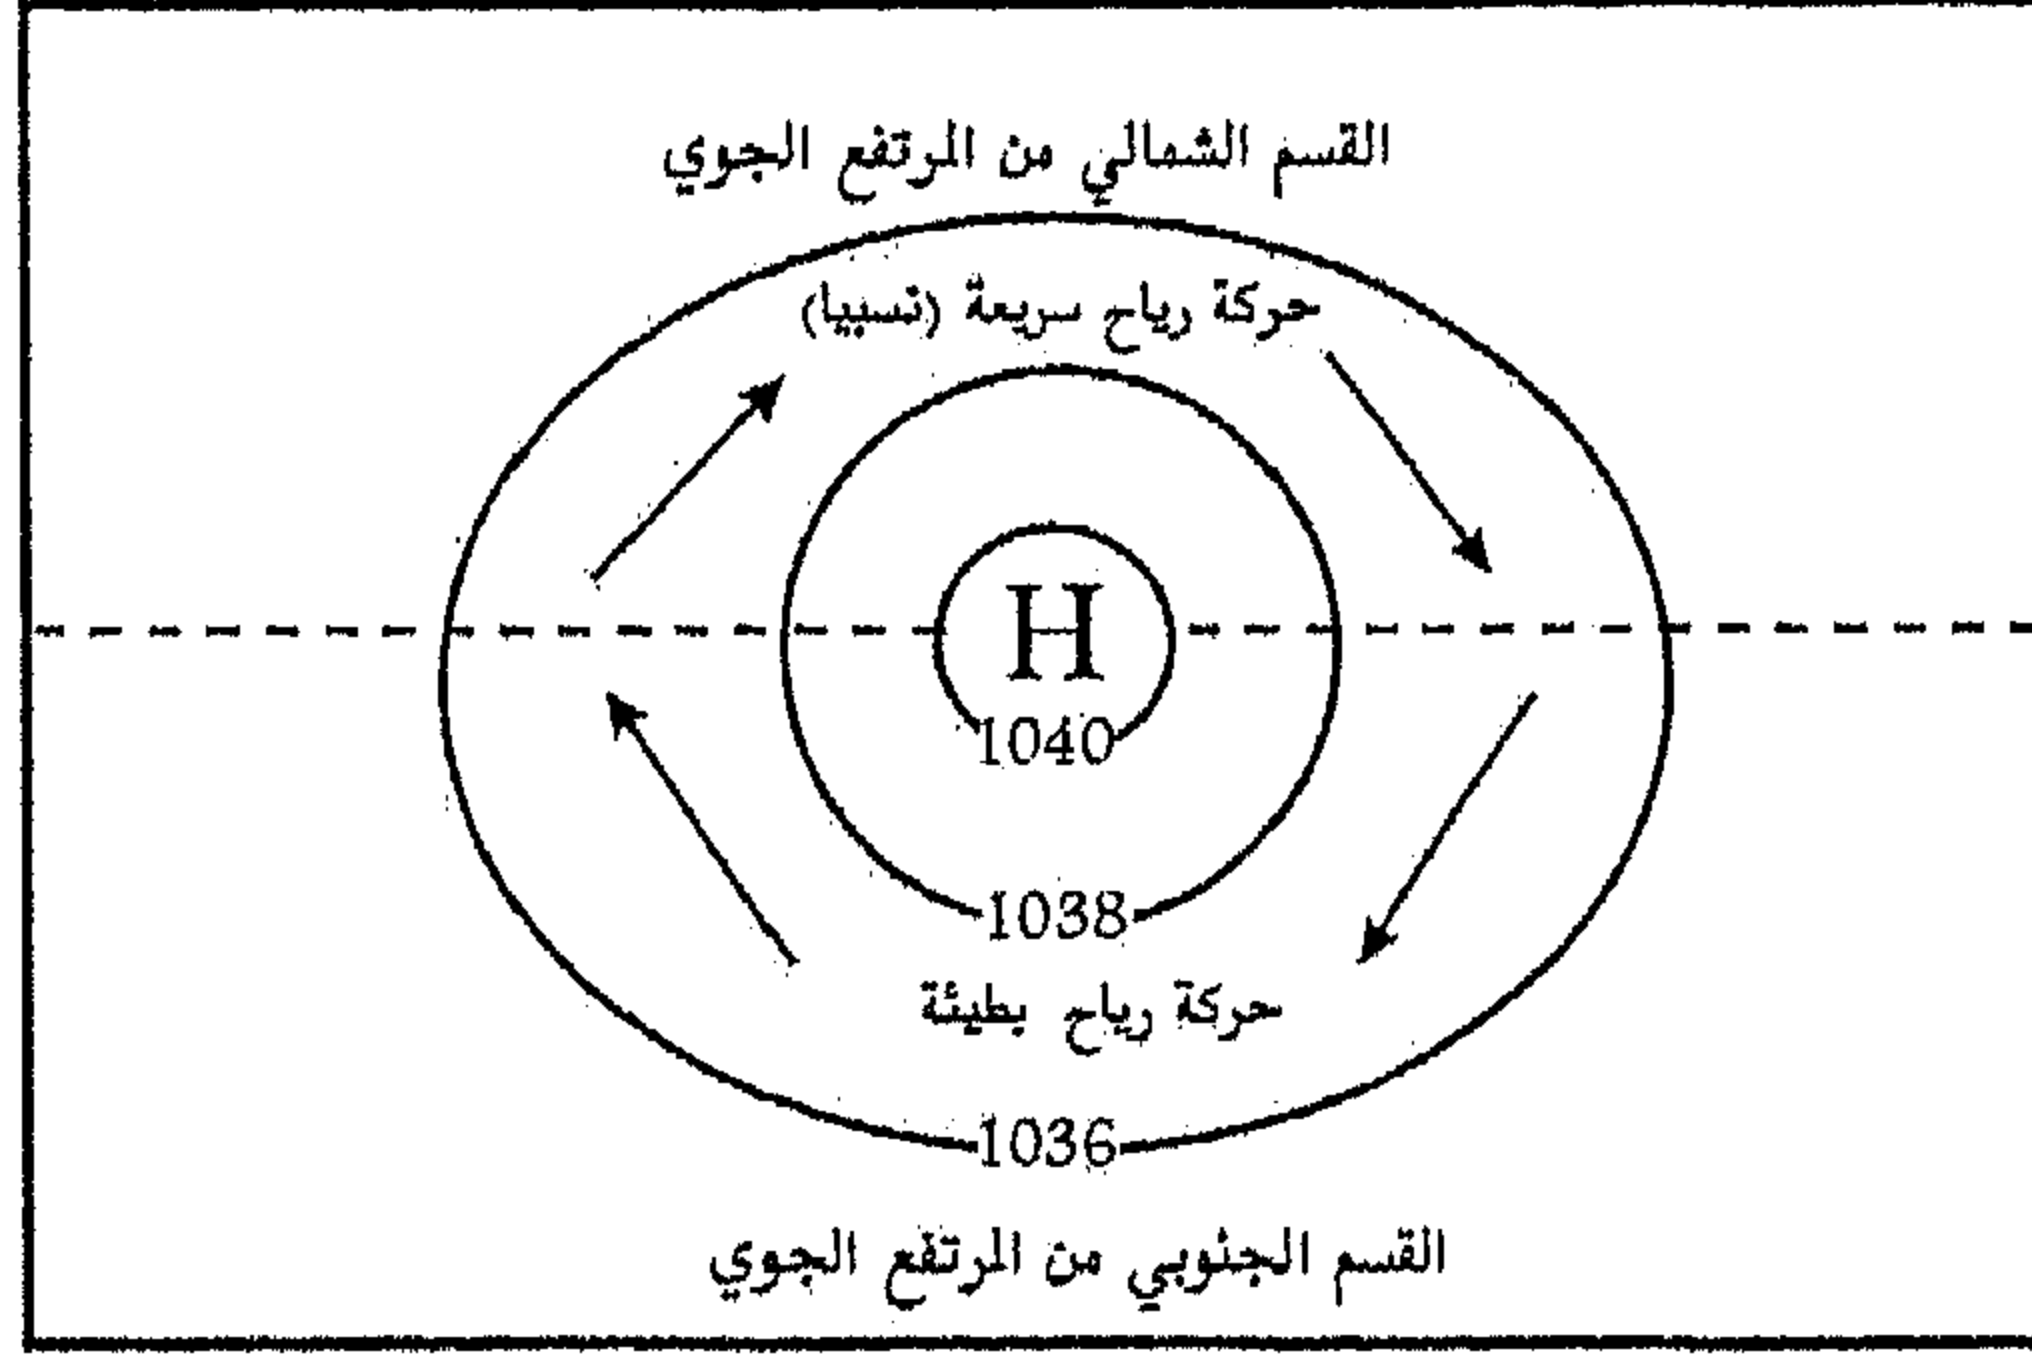 القسم الشمالي من المرتفع الجوي
حركة رياح سريعة (نسبيا)
H
1040
1038
حركة رياح بطيئة
1036
القسم الجنوبي من المرتفع الجوي